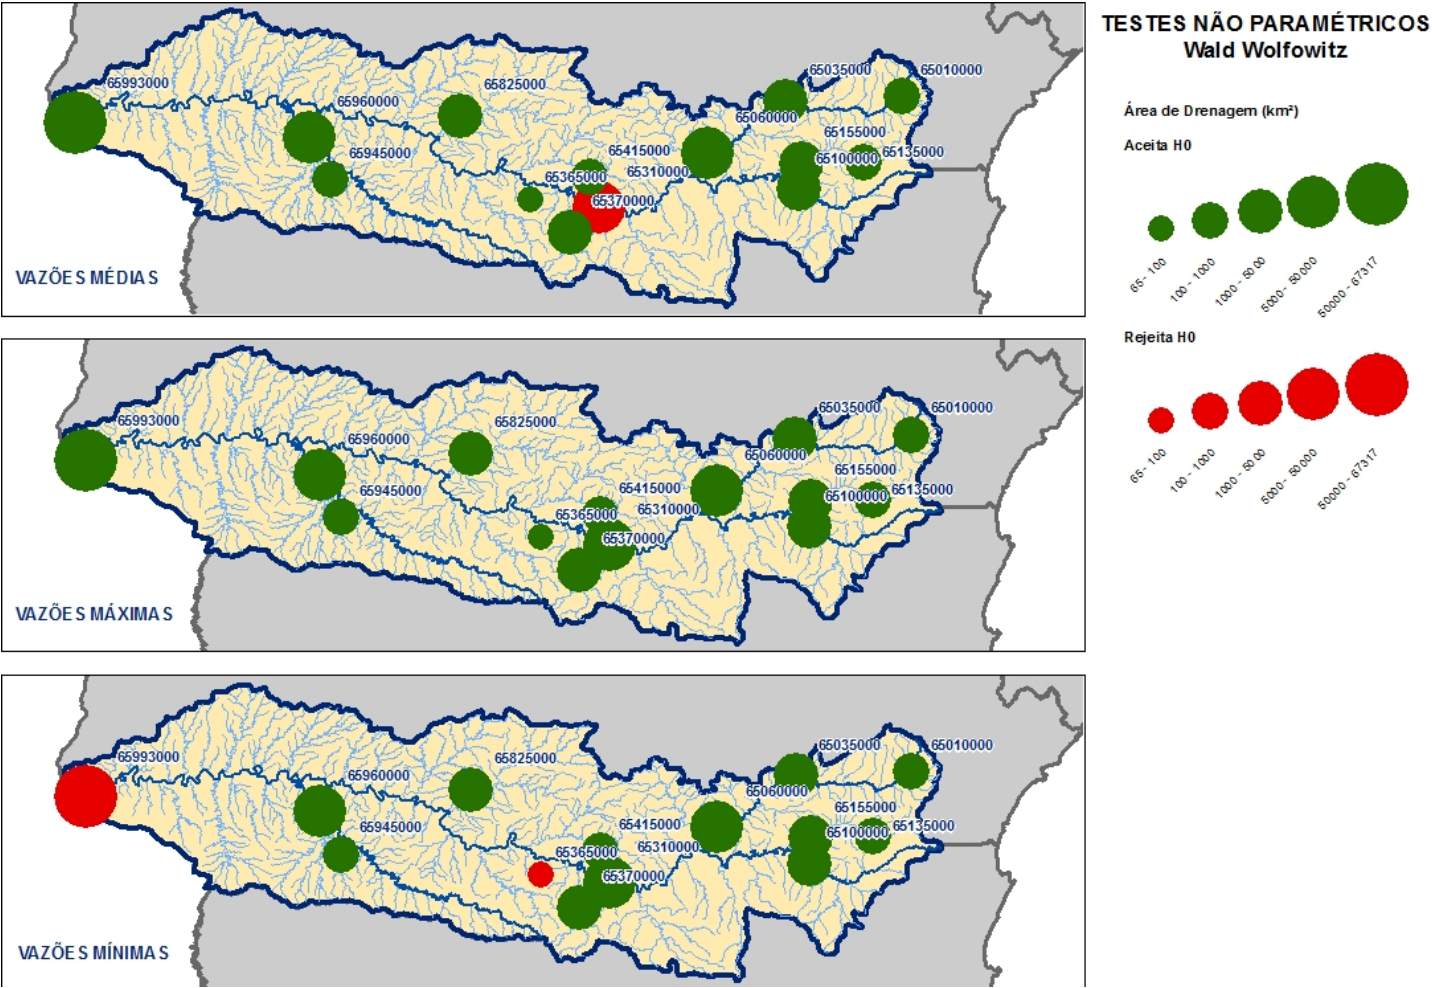 TESTES NÃO PARAMÉTRICOS
Wald Wolfowitz
Área de Drenagem (km²)
Aceita H0
65 - 100
100 - 1000
1000 - 5000
5000 - 50000
50000 - 67317
Rejeita H0
65 - 100
100 - 1000
1000 - 5000
5000 - 50000
50000 - 67317
65993000
65960000
65945000
65825000
65415000
65365000
65310000
65370000
65035000
65010000
65060000
65155000
65100000
65135000
VAZÕES MÉDIAS
65993000
65960000
65945000
65825000
65415000
65365000
65310000
65370000
65035000
65010000
65060000
65155000
65100000
65135000
VAZÕES MÁXIMAS
65993000
65960000
65945000
65825000
65415000
65365000
65310000
65370000
65035000
65010000
65060000
65155000
65100000
65135000
VAZÕES MÍNIMAS